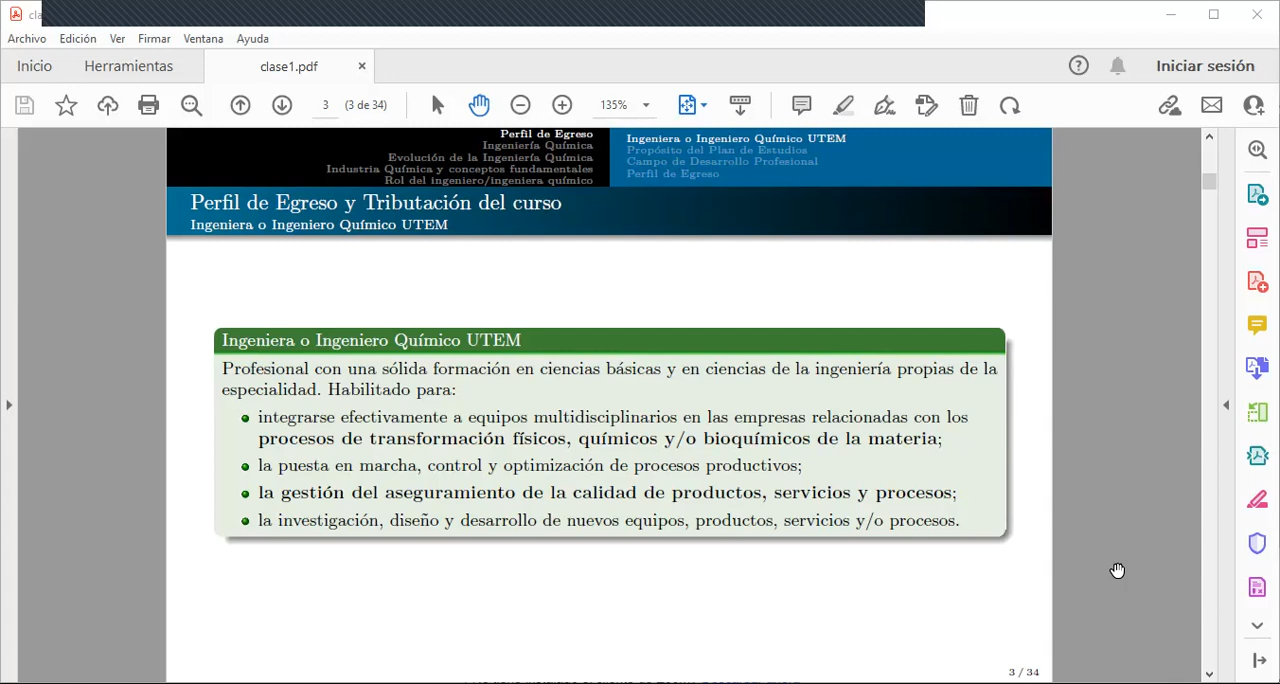 cla
Archivo Edición Ver Firmar Ventana Ayuda
Inicio Herramientas clase1.pdf × Iniciar sesión
3 (3 de 34) 135%
Perfil de Egreso
Ingeniería Química
Evolución de la Ingeniería Química
Industria Química y conceptos fundamentales
Rol del ingeniero/ingeniera químico
Ingeniera o Ingeniero Químico UTEM
Propósito del Plan de Estudios
Campo de Desarrollo Profesional
Perfil de Egreso
Perfil de Egreso y Tributación del curso
Ingeniera o Ingeniero Químico UTEM
Ingeniera o Ingeniero Químico UTEM
Profesional con una sólida formación en ciencias básicas y en ciencias de la ingeniería propias de la
especialidad. Habilitado para:
integrarse efectivamente a equipos multidisciplinarios en las empresas relacionadas con los
procesos de transformación físicos, químicos y/o bioquímicos de la materia;
la puesta en marcha, control y optimización de procesos productivos;
la gestión del aseguramiento de la calidad de productos, servicios y procesos;
la investigación, diseño y desarrollo de nuevos equipos, productos, servicios y/o procesos.
3 / 34